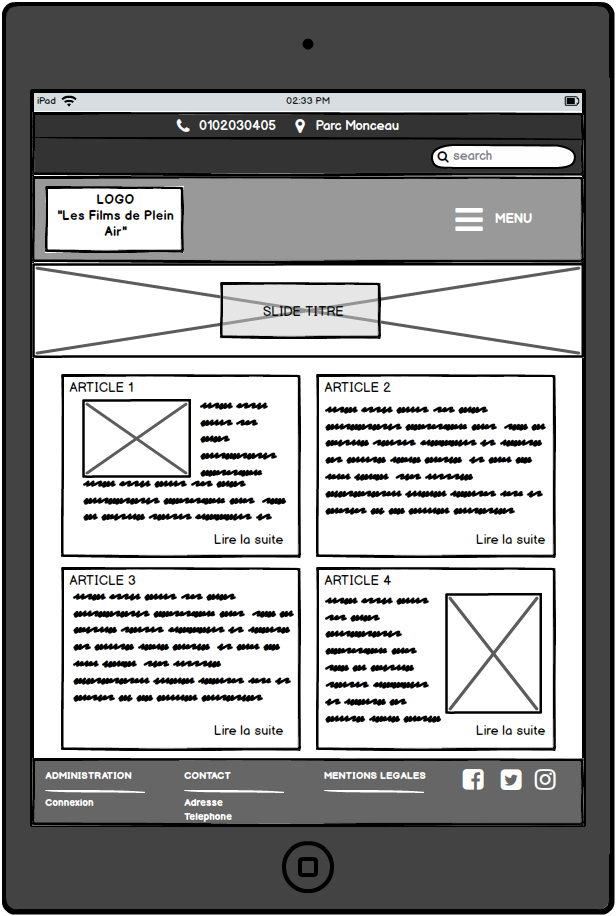 iPad
02:33 PM
0102030405 Parc Monceau
search
LOGO
"Les Films de Plein
Air"
MENU
SLIDE TITRE
ARTICLE 1
Lire la suite
ARTICLE 2
Lire la suite
ARTICLE 3
Lire la suite
ARTICLE 4
Lire la suite
ADMINISTRATION
Connexion
CONTACT
Adresse
Telephone
MENTIONS LEGALES